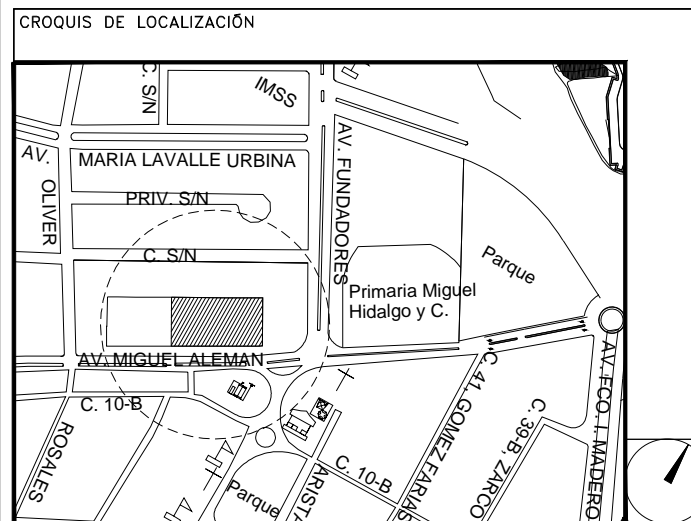 CROQUIS DE LOCALIZACIÓN
C. S/N
IMSS
AV.
OLIVER
MARIA LAVALLE URBINA
AV. FUNDADORES
PRIV. S/N
C. S/N
Parque
Primaria Miguel
Hidalgo y C.
AV. MIGUEL ALEMAN
C. 10-B
ROSALES
Parque
ARISTA
C. 10-B
C. 41, GOMEZ FARIAS
C. 39-B, ZARCO
AV. FCO. I. MADERO